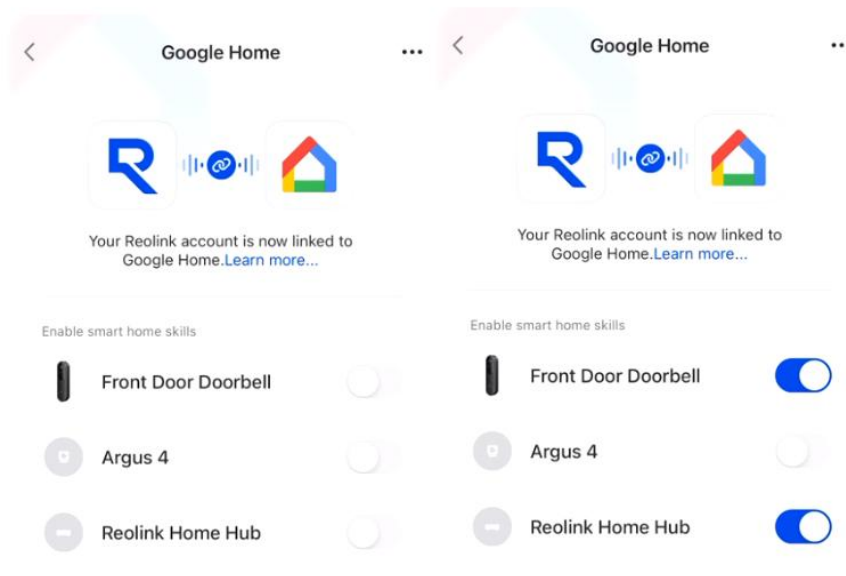 Google Home
Your Reolink account is now linked to
Google Home.Learn more...
Enable smart home skills
Front Door Doorbell
Argus 4
Reolink Home Hub
Google Home
Your Reolink account is now linked to
Google Home.Learn more...
Enable smart home skills
Front Door Doorbell
Argus 4
Reolink Home Hub